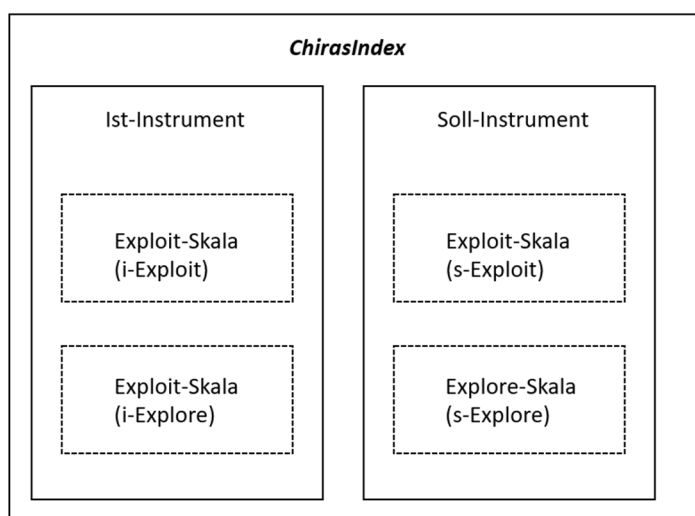 ChirasIndex
Ist-Instrument
Exploit-Skala
(i-Exploit)
Exploit-Skala
(i-Explore)
Soll-Instrument
Exploit-Skala
(s-Exploit)
Explore-Skala
(s-Explore)